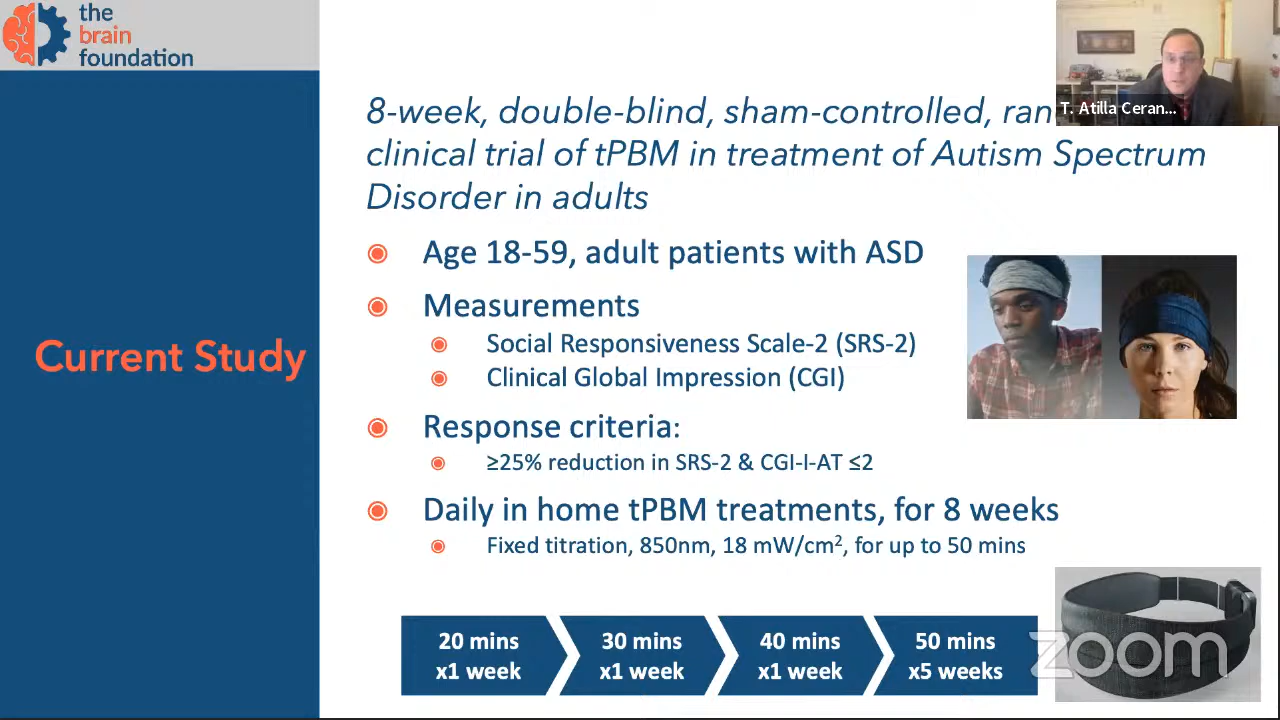 the
brain
foundation
T. Atilla Ceran...
8-week, double-blind, sham-controlled, ran
clinical trial of tPBM in treatment of Autism Spectrum
Disorder in adults
Current Study
Age 18-59, adult patients with ASD
Measurements
Social Responsiveness Scale-2 (SRS-2)
Clinical Global Impression (CGI)
Response criteria:
≥25% reduction in SRS-2 & CGI-I-AT ≤2
Daily in home tPBM treatments, for 8 weeks
Fixed titration, 850nm, 18 mW/cm², for up to 50 mins
20 mins
x1 week
30 mins
x1 week
40 mins
x1 week
50 mins
x5 weeks
zoom